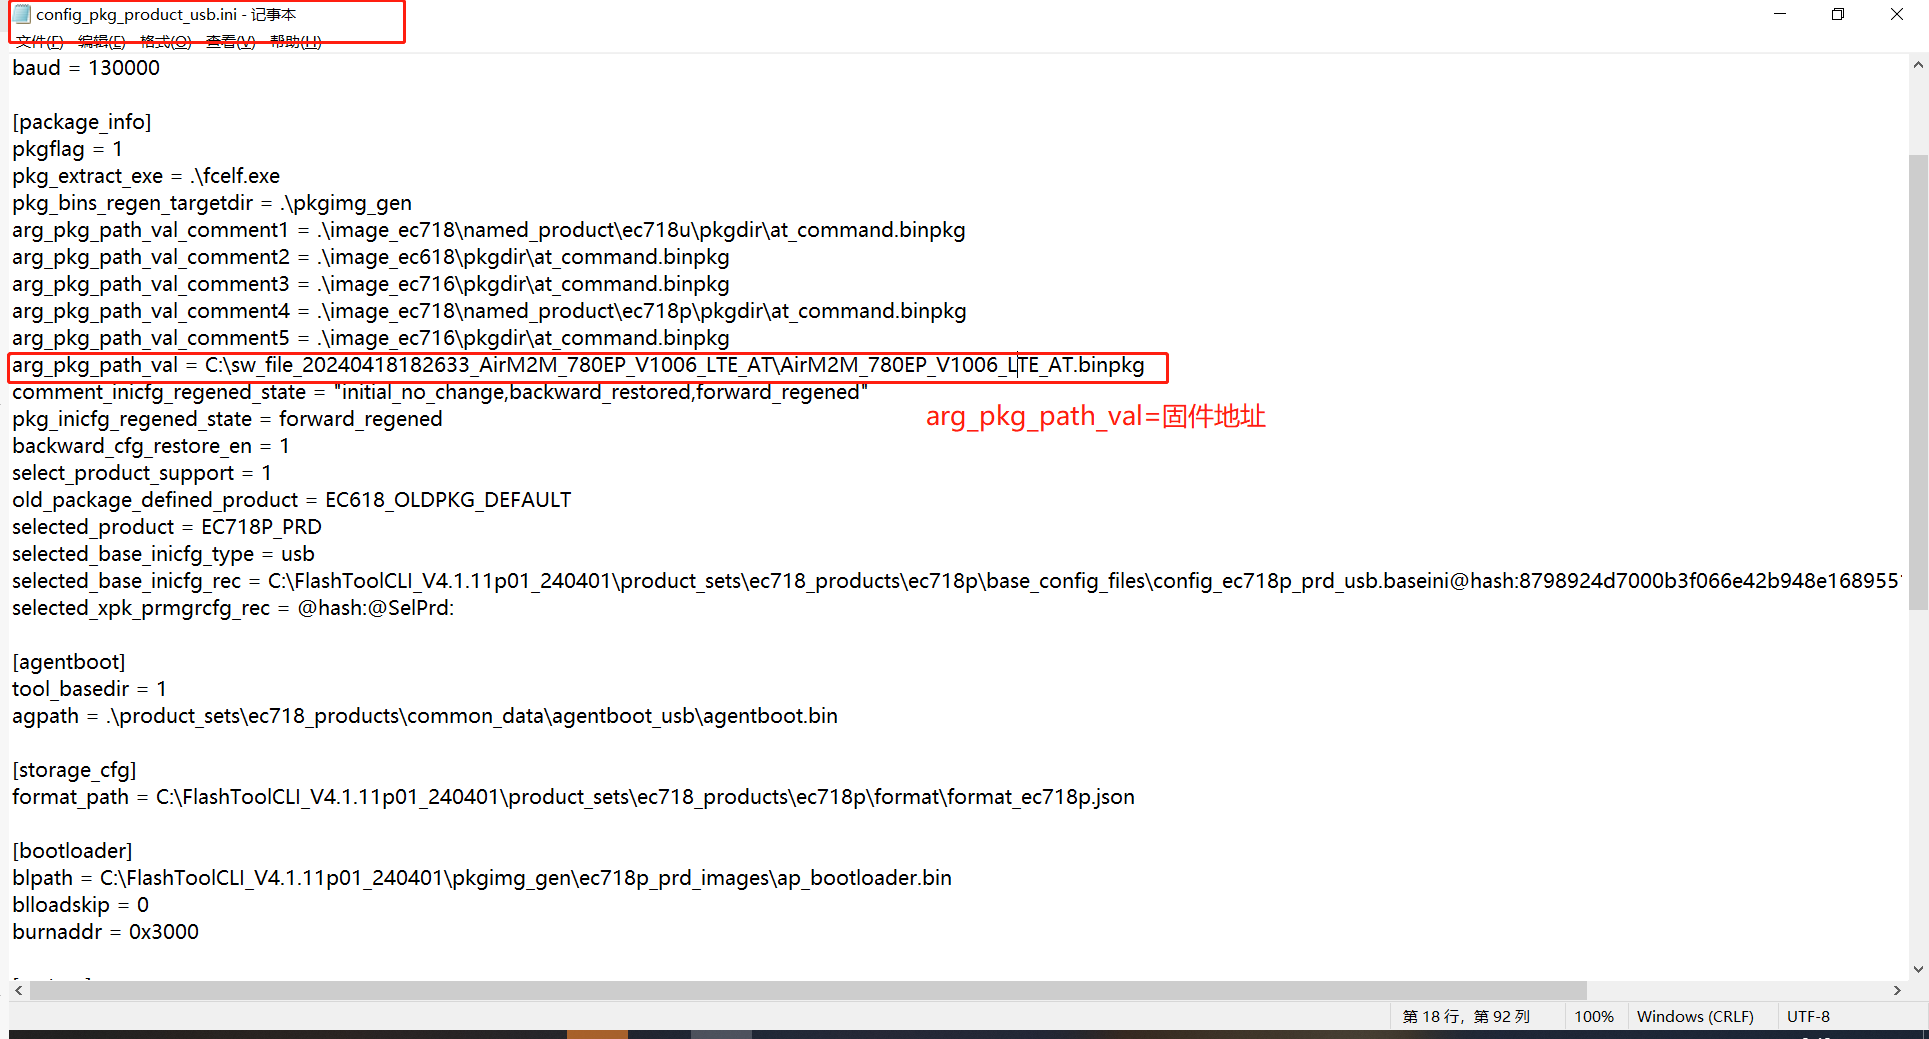 config_pkg_product_usb.ini - 记事本
文件(F) 编辑(E) 格式(O) 查看(V) 帮助(H)
baud = 130000
[package_info]
pkgflag = 1
pkg_extract_exe = .\fcelf.exe
pkg_bins_regen_targetdir = .\pkgimg_gen
arg_pkg_path_val_comment1 = .\image_ec718\named_product\ec718u\pkgdir\at_command.binpkg
arg_pkg_path_val_comment2 = .\image_ec618\pkgdir\at_command.binpkg
arg_pkg_path_val_comment3 = .\image_ec716\pkgdir\at_command.binpkg
arg_pkg_path_val_comment4 = .\image_ec718\named_product\ec718p\pkgdir\at_command.binpkg
arg_pkg_path_val_comment5 = .\image_ec716\pkgdir\at_command.binpkg
arg_pkg_path_val = C:\sw_file_20240418182633_AirM2M_780EP_V1006_LTE_AT\AirM2M_780EP_V1006_LTE_AT.binpkg
comment_inicfg_regened_state = "initial_no_change,backward_restored,forward_regened"
arg_pkg_path_val=固件地址
pkg_inicfg_regened_state = forward_regened
backward_cfg_restore_en = 1
select_product_support = 1
old_package_defined_product = EC618_OLDPKG_DEFAULT
selected_product = EC718P_PRD
selected_base_inicfg_type = usb
selected_base_inicfg_rec = C:\FlashToolCLI_V4.1.11p01_240401\product_sets\ec718_products\ec718p\base_config_files\config_ec718p_prd_usb.baseini@hash:8798924d7000b3f066e42b948e168955
selected_xpk_prmgrcfg_rec = @hash:@SelPrd:
[agentboot]
tool_basedir = 1
agpath = .\product_sets\ec718_products\common_data\agentboot_usb\agentboot.bin
[storage_cfg]
format_path = C:\FlashToolCLI_V4.1.11p01_240401\product_sets\ec718_products\ec718p\format\format_ec718p.json
[bootloader]
blpath = C:\FlashToolCLI_V4.1.11p01_240401\pkgimg_gen\ec718p_prd_images\ap_bootloader.bin
blloadskip = 0
burnaddr = 0x3000
第 18 行，第 92 列 100% Windows (CRLF) UTF-8